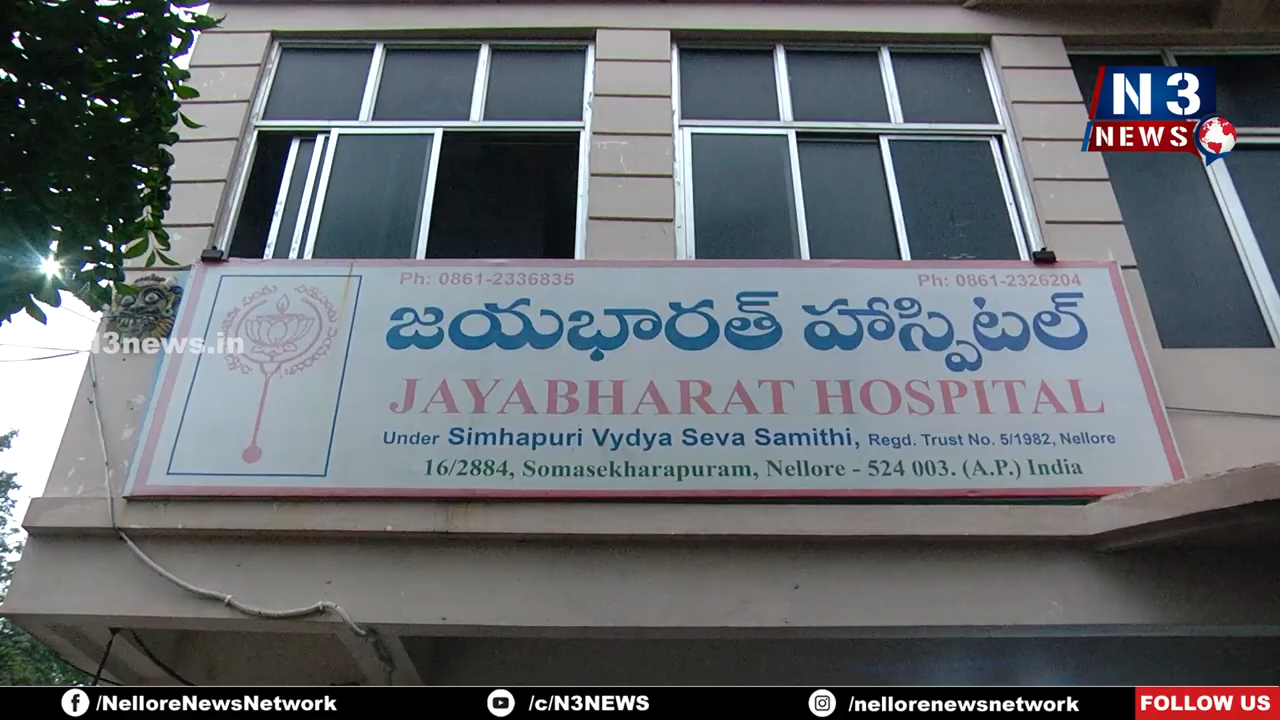 N 3
NEWS
Ph: 0861-2336835
Ph: 0861-2326204
జయభారత్ హాస్పిటల్
n3news.in
JAYABHARAT HOSPITAL
Under Simhapuri Vydya Seva Samithi, Regd. Trust No. 5/1982, Nellore
16/2884, Somasekharapuram, Nellore - 524 003. (A.P.) India
/NelloreNewsNetwork
/c/N3NEWS
/nellorenewsnetwork
FOLLOW US